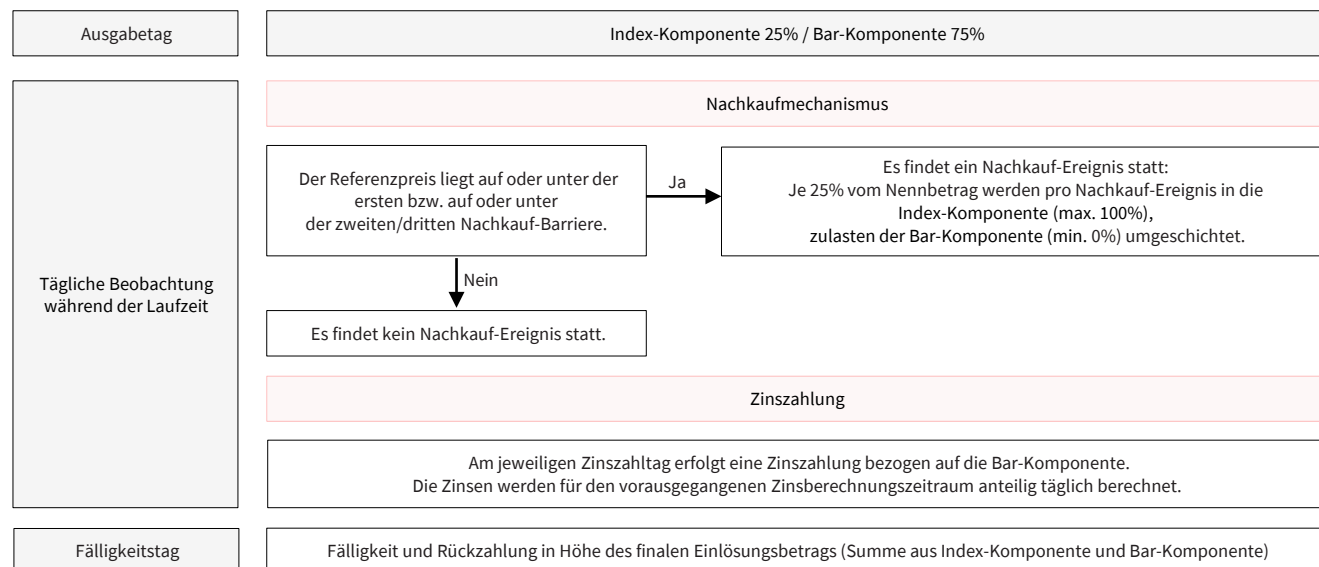 Ausgabetag
Index-Komponente 25% / Bar-Komponente 75%
Tägliche Beobachtung
während der Laufzeit
Nachkaufmechanismus
Der Referenzpreis liegt auf oder unter der
ersten bzw. auf oder unter
der zweiten/dritten Nachkauf-Barriere.
Ja
Es findet ein Nachkauf-Ereignis statt:
Je 25% vom Nennbetrag werden pro Nachkauf-Ereignis in die
Index-Komponente (max. 100%),
zulasten der Bar-Komponente (min. 0%) umgeschichtet.
Nein
Es findet kein Nachkauf-Ereignis statt.
Zinszahlung
Am jeweiligen Zinszahltag erfolgt eine Zinszahlung bezogen auf die Bar-Komponente.
Die Zinsen werden für den vorausgegangenen Zinsberechnungszeitraum anteilig täglich berechnet.
Fälligkeitstag
Fälligkeit und Rückzahlung in Höhe des finalen Einlösungsbetrags (Summe aus Index-Komponente und Bar-Komponente)